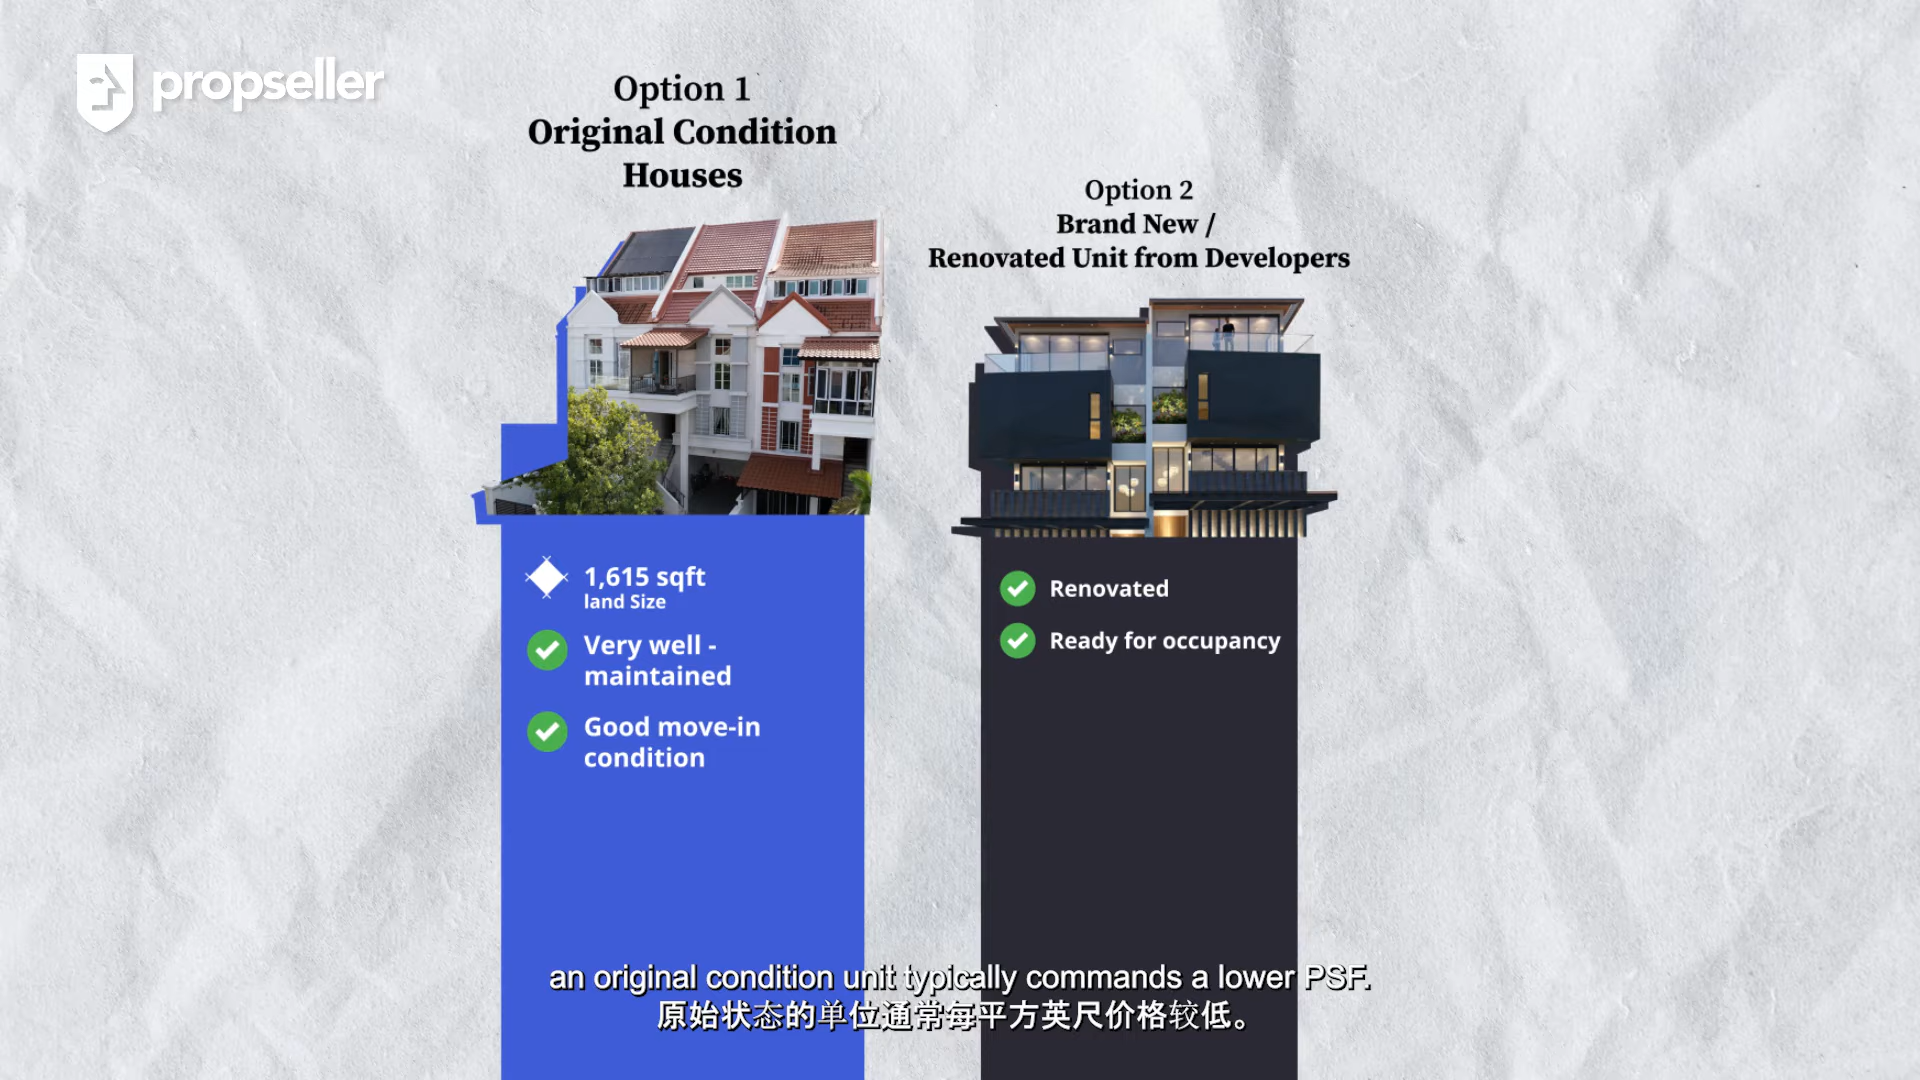 propseller
Option 1
Original Condition
Houses
Option 2
Brand New /
Renovated Unit from Developers
1,615 sqft
land Size
Very well -
maintained
Good move-in
condition
Renovated
Ready for occupancy
an original condition unit typically commands a lower PSF.
原始状态的单位通常每平方英尺价格较低。